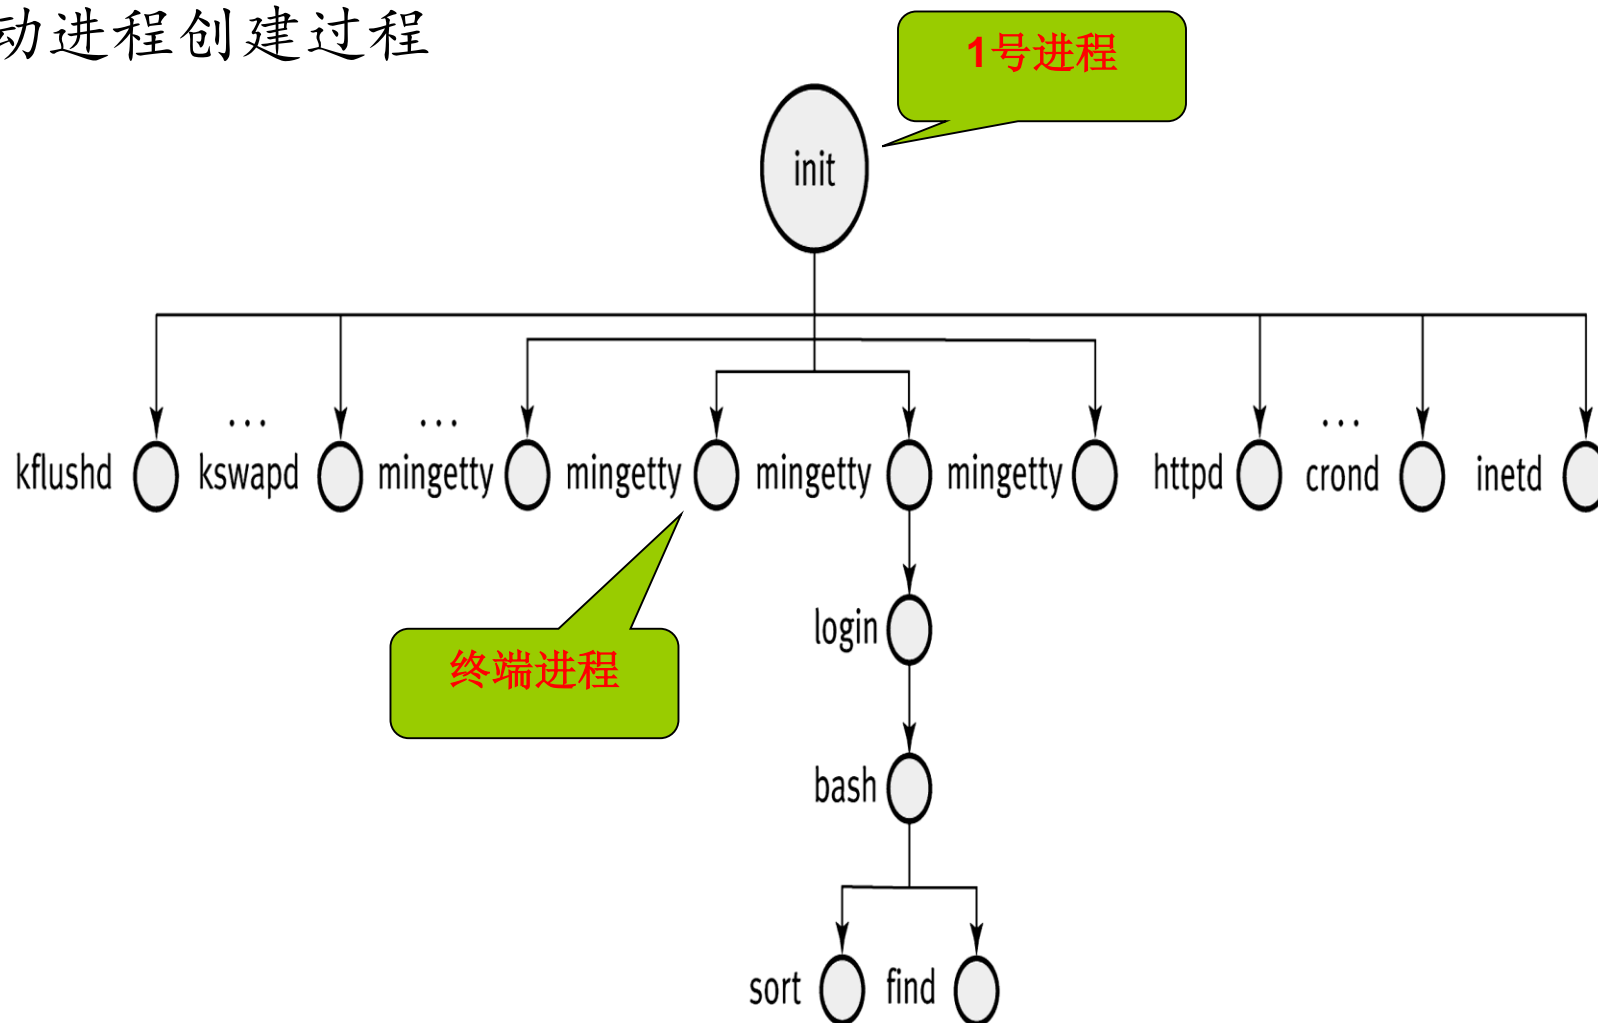 动进程创建过程
1号进程
init
... ... ...
kflushd kswapd mingetty mingetty mingetty mingetty httpd crond inetd
login
终端进程
bash
sort find